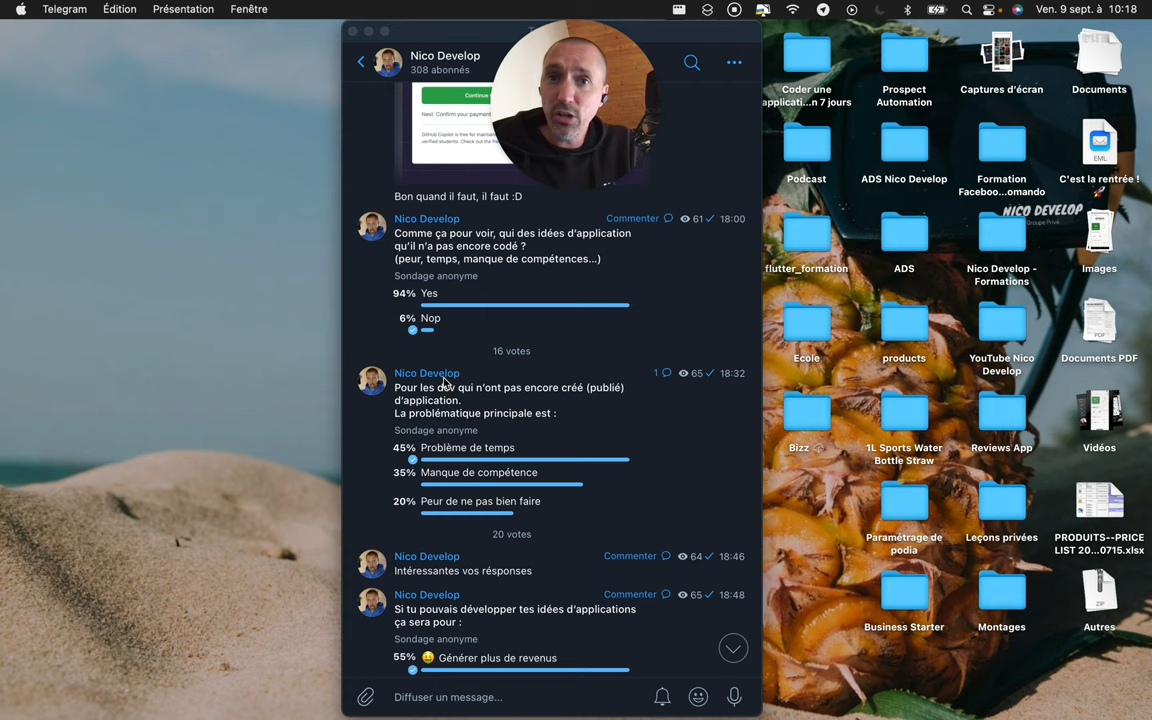 Telegram Édition Présentation Fenêtre
Ven. 9 sept. à 10:18
Nico Develop
308 abonnés
Next: Confirm your payment
Bon quand il faut, il faut :D
Nico Develop Commenter 61 18:00
Comme ça pour voir, qui des idées d'application
qu'il n'a pas encore codé ?
(peur, temps, manque de compétences...)
Sondage anonyme
94% Yes
6% Nop
16 votes
Nico Develop 1 65 18:32
Pour les dev qui n'ont pas encore créé (publié)
d'application.
La problématique principale est :
Sondage anonyme
45% Problème de temps
35% Manque de compétence
20% Peur de ne pas bien faire
20 votes
Nico Develop Commenter 64 18:46
Intéressantes vos résponses
Nico Develop Commenter 65 18:48
Si tu pouvais développer tes idées d'applications
ça sera pour :
Sondage anonyme
55% 🤑 Générer plus de revenus
Diffuser un message...
Coder une
applicati...n 7 jours
Prospect
Automation
Captures d'écran
Documents
Podcast
ADS Nico Develop
Formation
Faceboo...omando
EML
C'est la rentrée !
🚀
NICO DEVELOP
Groupe Privé
flutter_formation
ADS
Nico Develop -
Formations
Images
Ecole
products
YouTube Nico
Develop
PDF
Documents PDF
Bizz
1L Sports Water
Bottle Straw
Reviews App
Vidéos
Paramétrage de
podia
Leçons privées
PRODUITS--PRICE
LIST 20...0715.xlsx
Business Starter
Montages
ZIP
Autres